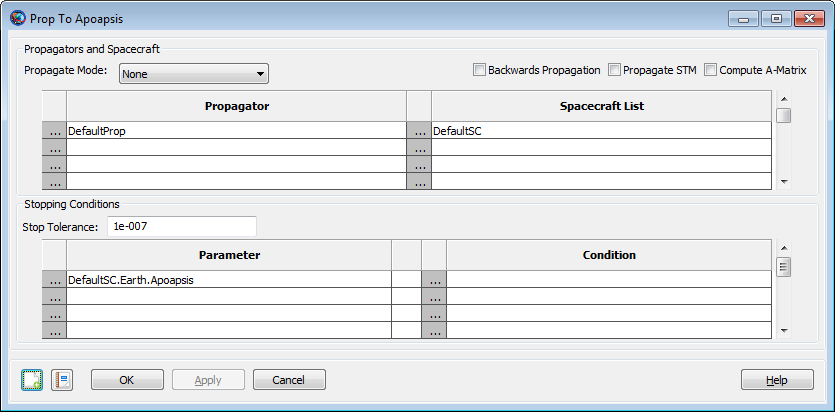 Prop To Apoapsis
Propagators and Spacecraft
Propagate Mode: None Backwards Propagation Propagate STM Compute A-Matrix
Propagator Spacecraft List
... DefaultProp ... DefaultSC
... ...
... ...
... ...
Stopping Conditions
Stop Tolerance: 1e-007
Parameter Condition
... DefaultSC.Earth.Apoapsis ...
... ...
... ...
... ...
OK Apply Cancel Help